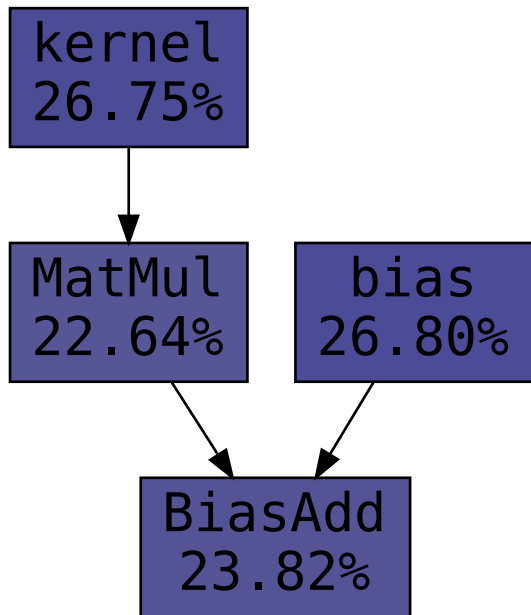 kernel
26.75%
MatMul
22.64%
bias
26.80%
BiasAdd
23.82%